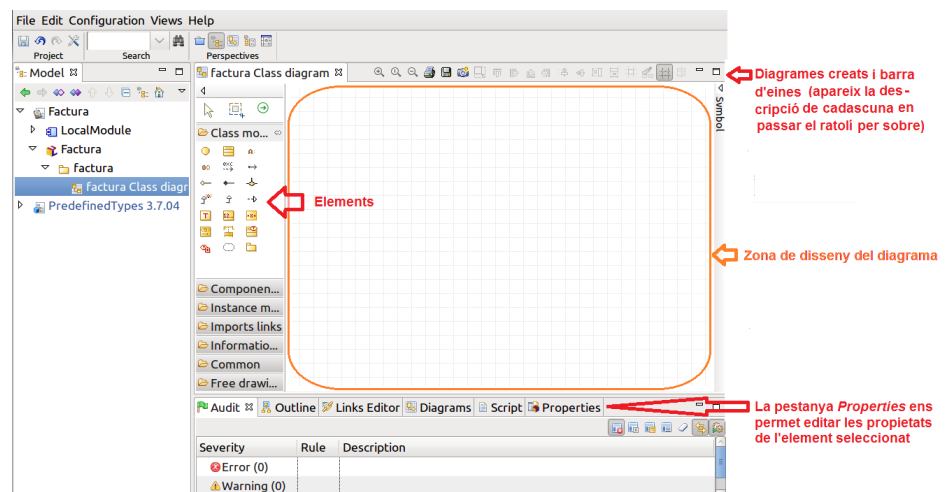 File Edit Configuration Views Help
Project Search Perspectives
Model
factura Class diagram
Diagrames creats i barra
d'eines (apareix la des-
cripció de cadascuna en
passar el ratolí per sobre)
Symbol
Factura
LocalModule
Factura
factura
factura Class diagr
PredefinedTypes 3.7.04
Class mo...
Elements
Zona de disseny del diagrama
Componen...
Instance m...
Imports links
Informatio...
Common
Free drawi...
Audit Outline Links Editor Diagrams Script Properties
La pestanya Properties ens
permet editar les propietats
de l'element seleccionat
Severity Rule Description
Error (0)
Warning (0)